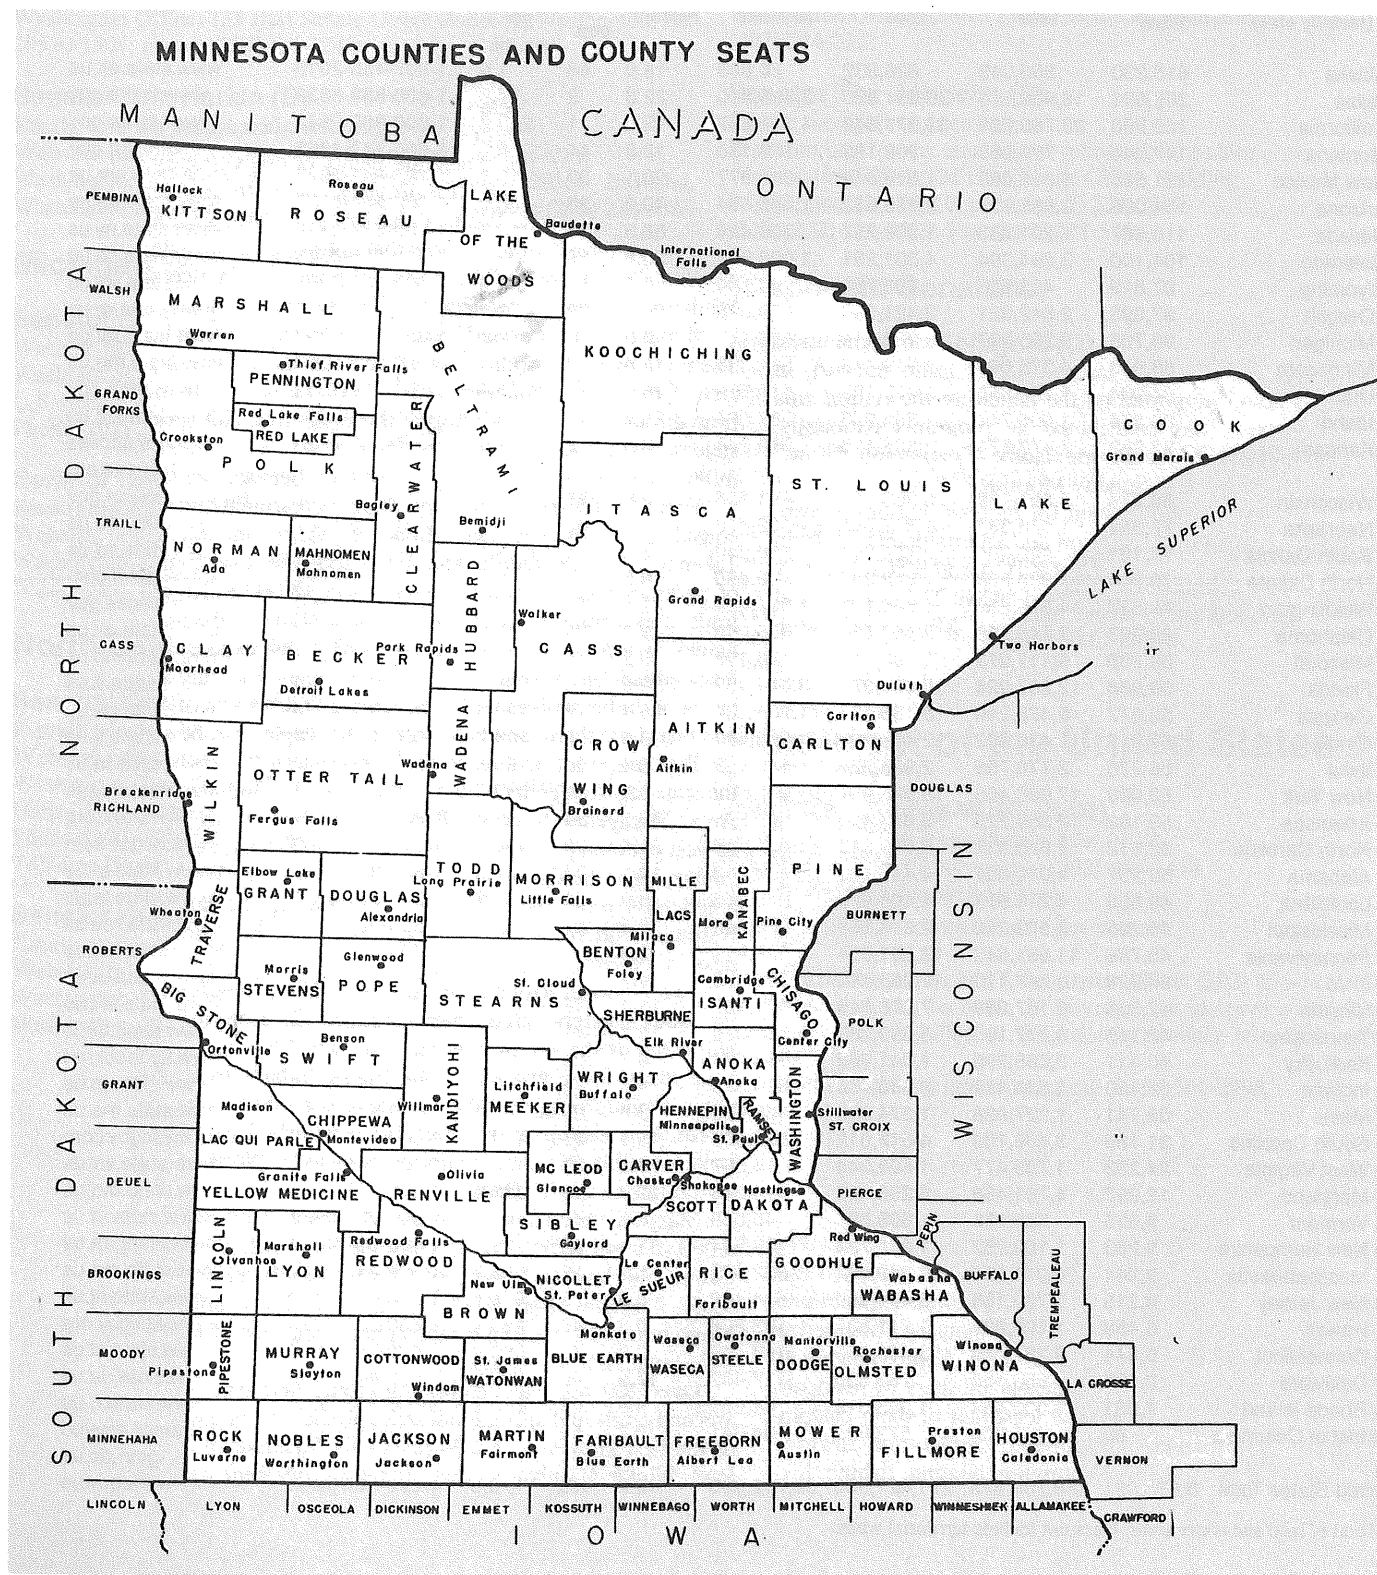 MINNESOTA COUNTIES AND COUNTY SEATS
MANITOBA
CANADA
ONTARIO
NORTH DAKOTA
SOUTH DAKOTA
WISCONSIN
IOWA
LAKE SUPERIOR
PEMBINA
WALSH
GRAND FORKS
TRAILL
CASS
RICHLAND
ROBERTS
GRANT
DEUEL
BROOKINGS
MOODY
MINNEHAHA
LINCOLN
Hallock
KITTSON
Roseau
ROSEAU
LAKE OF THE WOODS
Baudette
International Falls
MARSHALL
Warren
Thief River Falls
PENNINGTON
Red Lake Falls
RED LAKE
Crookston
POLK
BELTRAMI
Bemidji
CLEARWATER
Bagley
KOOCHICHING
ITASCA
Grand Rapids
ST. LOUIS
Duluth
LAKE
Two Harbors
ir
COOK
Grand Marais
NORMAN
Ada
MAHNOMEN
Mahnomen
CLAY
Moorhead
BECKER
Detroit Lakes
Park Rapids
HUBBARD
Walker
CASS
WADENA
Wadena
CROW WING
Brainerd
AITKIN
Aitkin
Carlton
CARLTON
WILKIN
Breckenridge
OTTER TAIL
Fergus Falls
TODD
Long Prairie
MORRISON
Little Falls
MILLE LACS
Milaca
KANABEC
Mora
PINE
Pine City
TRAVERSE
Wheaton
Elbow Lake
GRANT
DOUGLAS
Alexandria
BIG STONE
Ortonville
Morris
STEVENS
Glenwood
POPE
STEARNS
St. Cloud
BENTON
Foley
SHERBURNE
Elk River
Cambridge
ISANTI
CHISAGO
Center City
Benson
SWIFT
KANDIYOHI
Willmar
Litchfield
MEEKER
WRIGHT
Buffalo
ANOKA
Anoka
HENNEPIN
Minneapolis
RAMSEY
St. Paul
WASHINGTON
Stillwater
Madison
LAC QUI PARLE
CHIPPEWA
Montevideo
Granite Falls
YELLOW MEDICINE
Olivia
RENVILLE
MC LEOD
Glencoe
CARVER
Chaska
Shakopee
SCOTT
Hastings
DAKOTA
SIBLEY
Gaylord
LINCOLN
Ivanhoe
Marshall
LYON
Redwood Falls
REDWOOD
New Ulm
BROWN
NICOLLET
St. Peter
Le Center
LE SUEUR
RICE
Faribault
Red Wing
GOODHUE
Wabasha
WABASHA
PIPESTONE
Pipestone
MURRAY
Slayton
COTTONWOOD
Windom
St. James
WATONWAN
Mankato
BLUE EARTH
Waseca
WASECA
Owatonna
STEELE
Mantorville
DODGE
Rochester
OLMSTED
Winona
WINONA
ROCK
Luverne
NOBLES
Worthington
JACKSON
Jackson
MARTIN
Fairmont
FARIBAULT
Blue Earth
FREEBORN
Albert Lea
MOWER
Austin
Preston
FILLMORE
HOUSTON
Caledonia
DOUGLAS
BURNETT
POLK
ST. CROIX
PIERCE
PEPIN
BUFFALO
TREMPEALEAU
LA CROSSE
VERNON
CRAWFORD
LYON
OSCEOLA
DICKINSON
EMMET
KOSSUTH
WINNEBAGO
WORTH
MITCHELL
HOWARD
WINNESHIEK
ALLAMAKEE